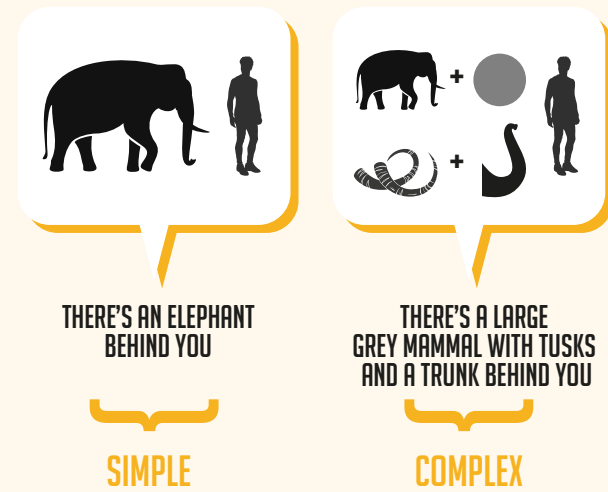 THERE'S AN ELEPHANT
BEHIND YOU
SIMPLE
THERE'S A LARGE
GREY MAMMAL WITH TUSKS
AND A TRUNK BEHIND YOU
COMPLEX